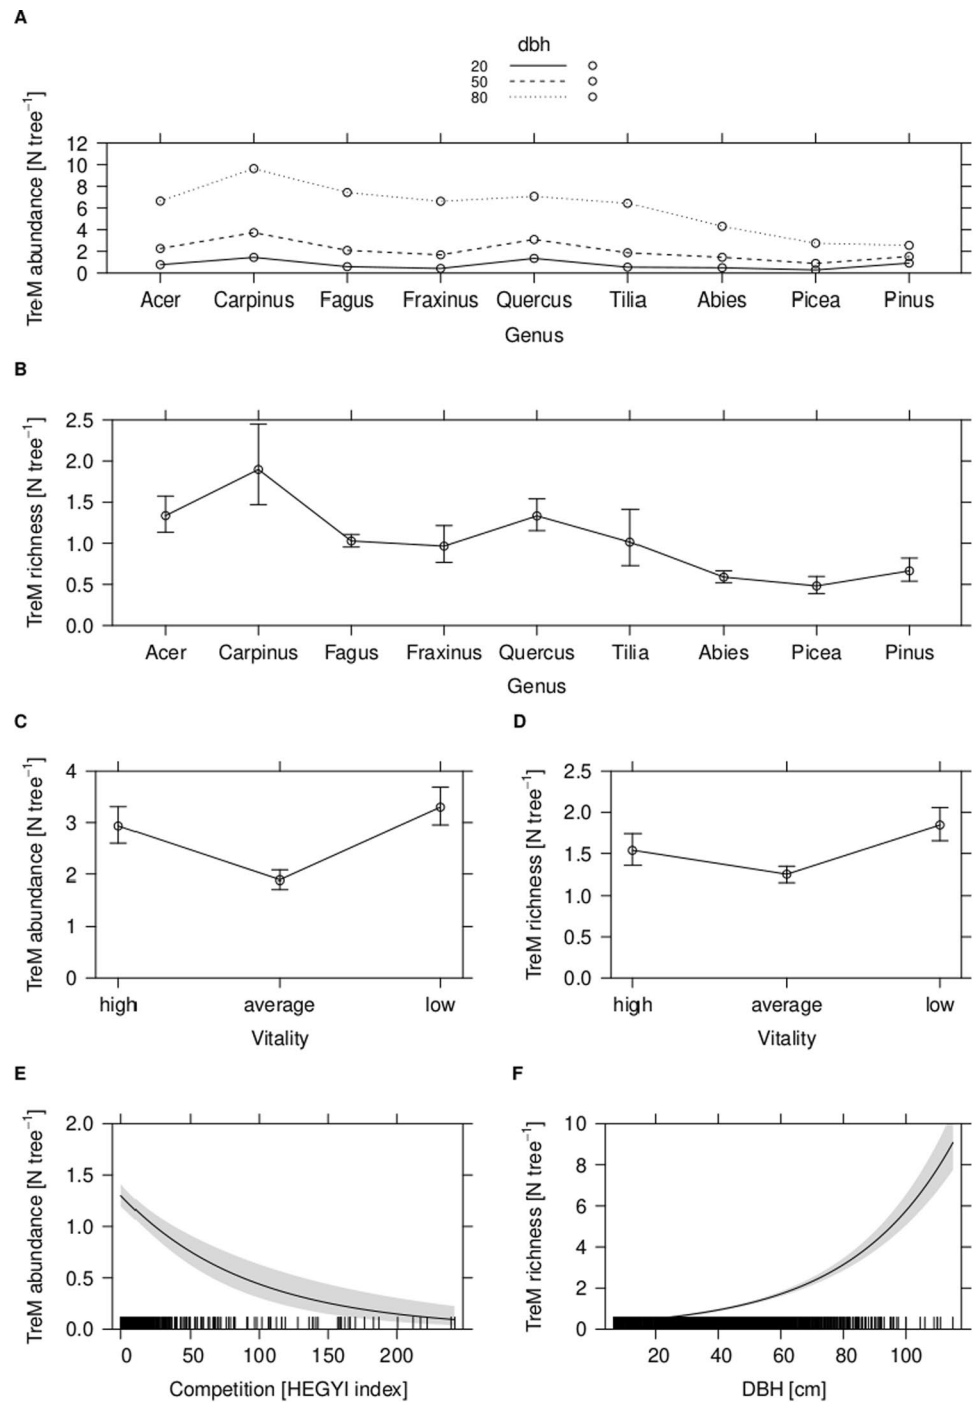 A
dbh
20
50
80
TreM abundance [N tree⁻¹]
12
10
8
6
4
2
0
Acer Carpinus Fagus Fraxinus Quercus Tilia Abies Picea Pinus
Genus
B
TreM richness [N tree⁻¹]
2.5
2.0
1.5
1.0
0.5
0.0
Acer Carpinus Fagus Fraxinus Quercus Tilia Abies Picea Pinus
Genus
C
TreM abundance [N tree⁻¹]
4
3
2
1
0
high average low
Vitality
D
TreM richness [N tree⁻¹]
2.5
2.0
1.5
1.0
0.5
0.0
high average low
Vitality
E
TreM abundance [N tree⁻¹]
2.0
1.5
1.0
0.5
0.0
0 50 100 150 200
Competition [HEGYI index]
F
TreM richness [N tree⁻¹]
10
8
6
4
2
0
20 40 60 80 100
DBH [cm]